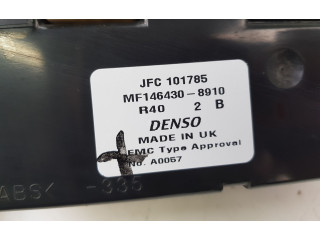 JFC 101785
MF146430-8910
R40 2 B
DENSO
MADE IN UK
EMC Type Approval
No. A0057
ABS< -335